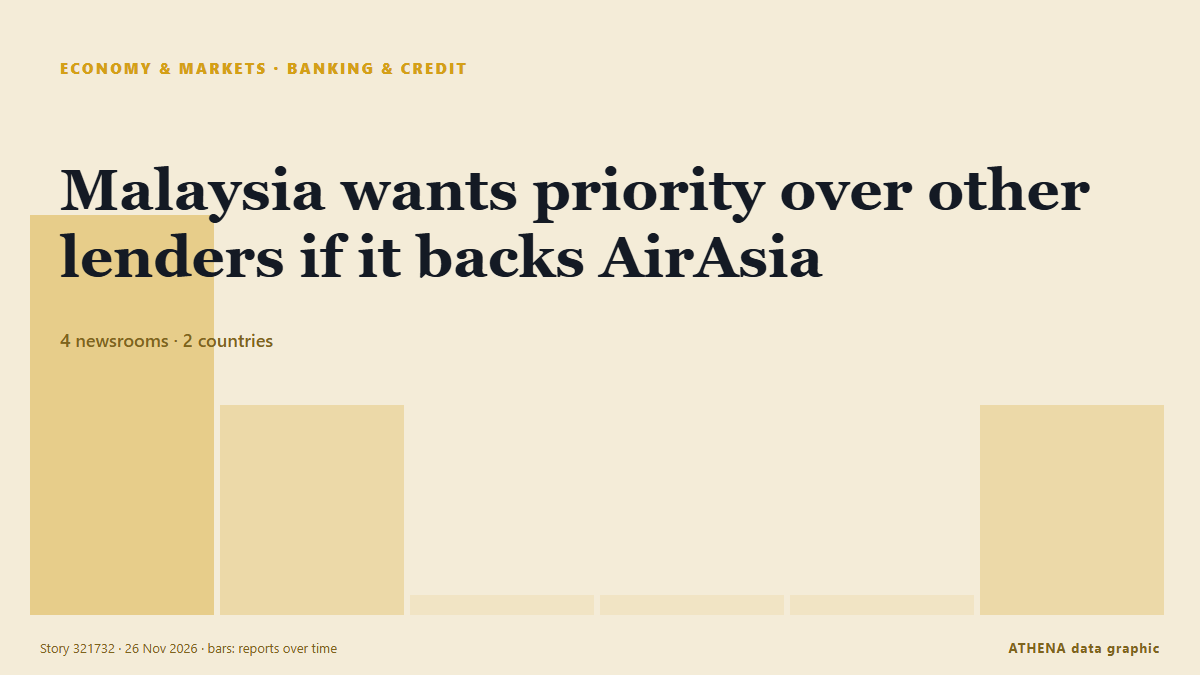 ECONOMY & MARKETS · BANKING & CREDIT
Malaysia wants priority over other
lenders if it backs AirAsia
4 newsrooms · 2 countries
Story 321732 · 26 Nov 2026 · bars: reports over time
ATHENA data graphic